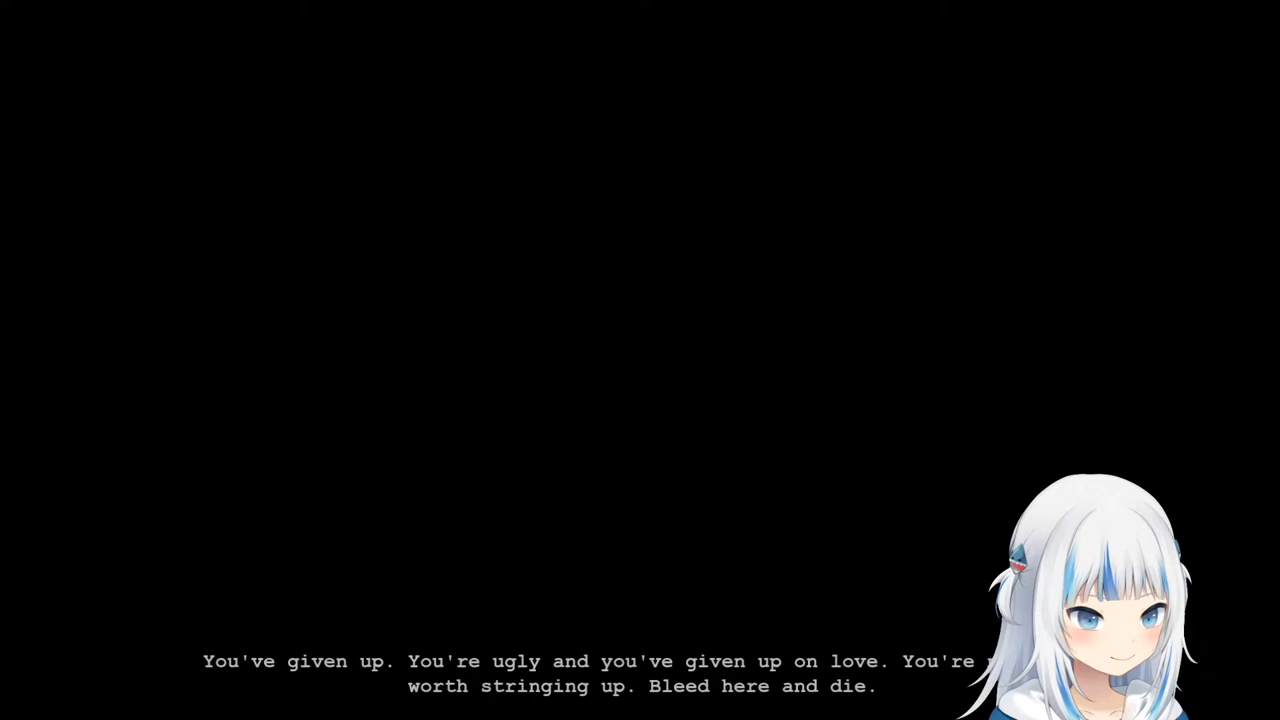 You've given up. You're ugly and you've given up on love. You're
worth stringing up. Bleed here and die.